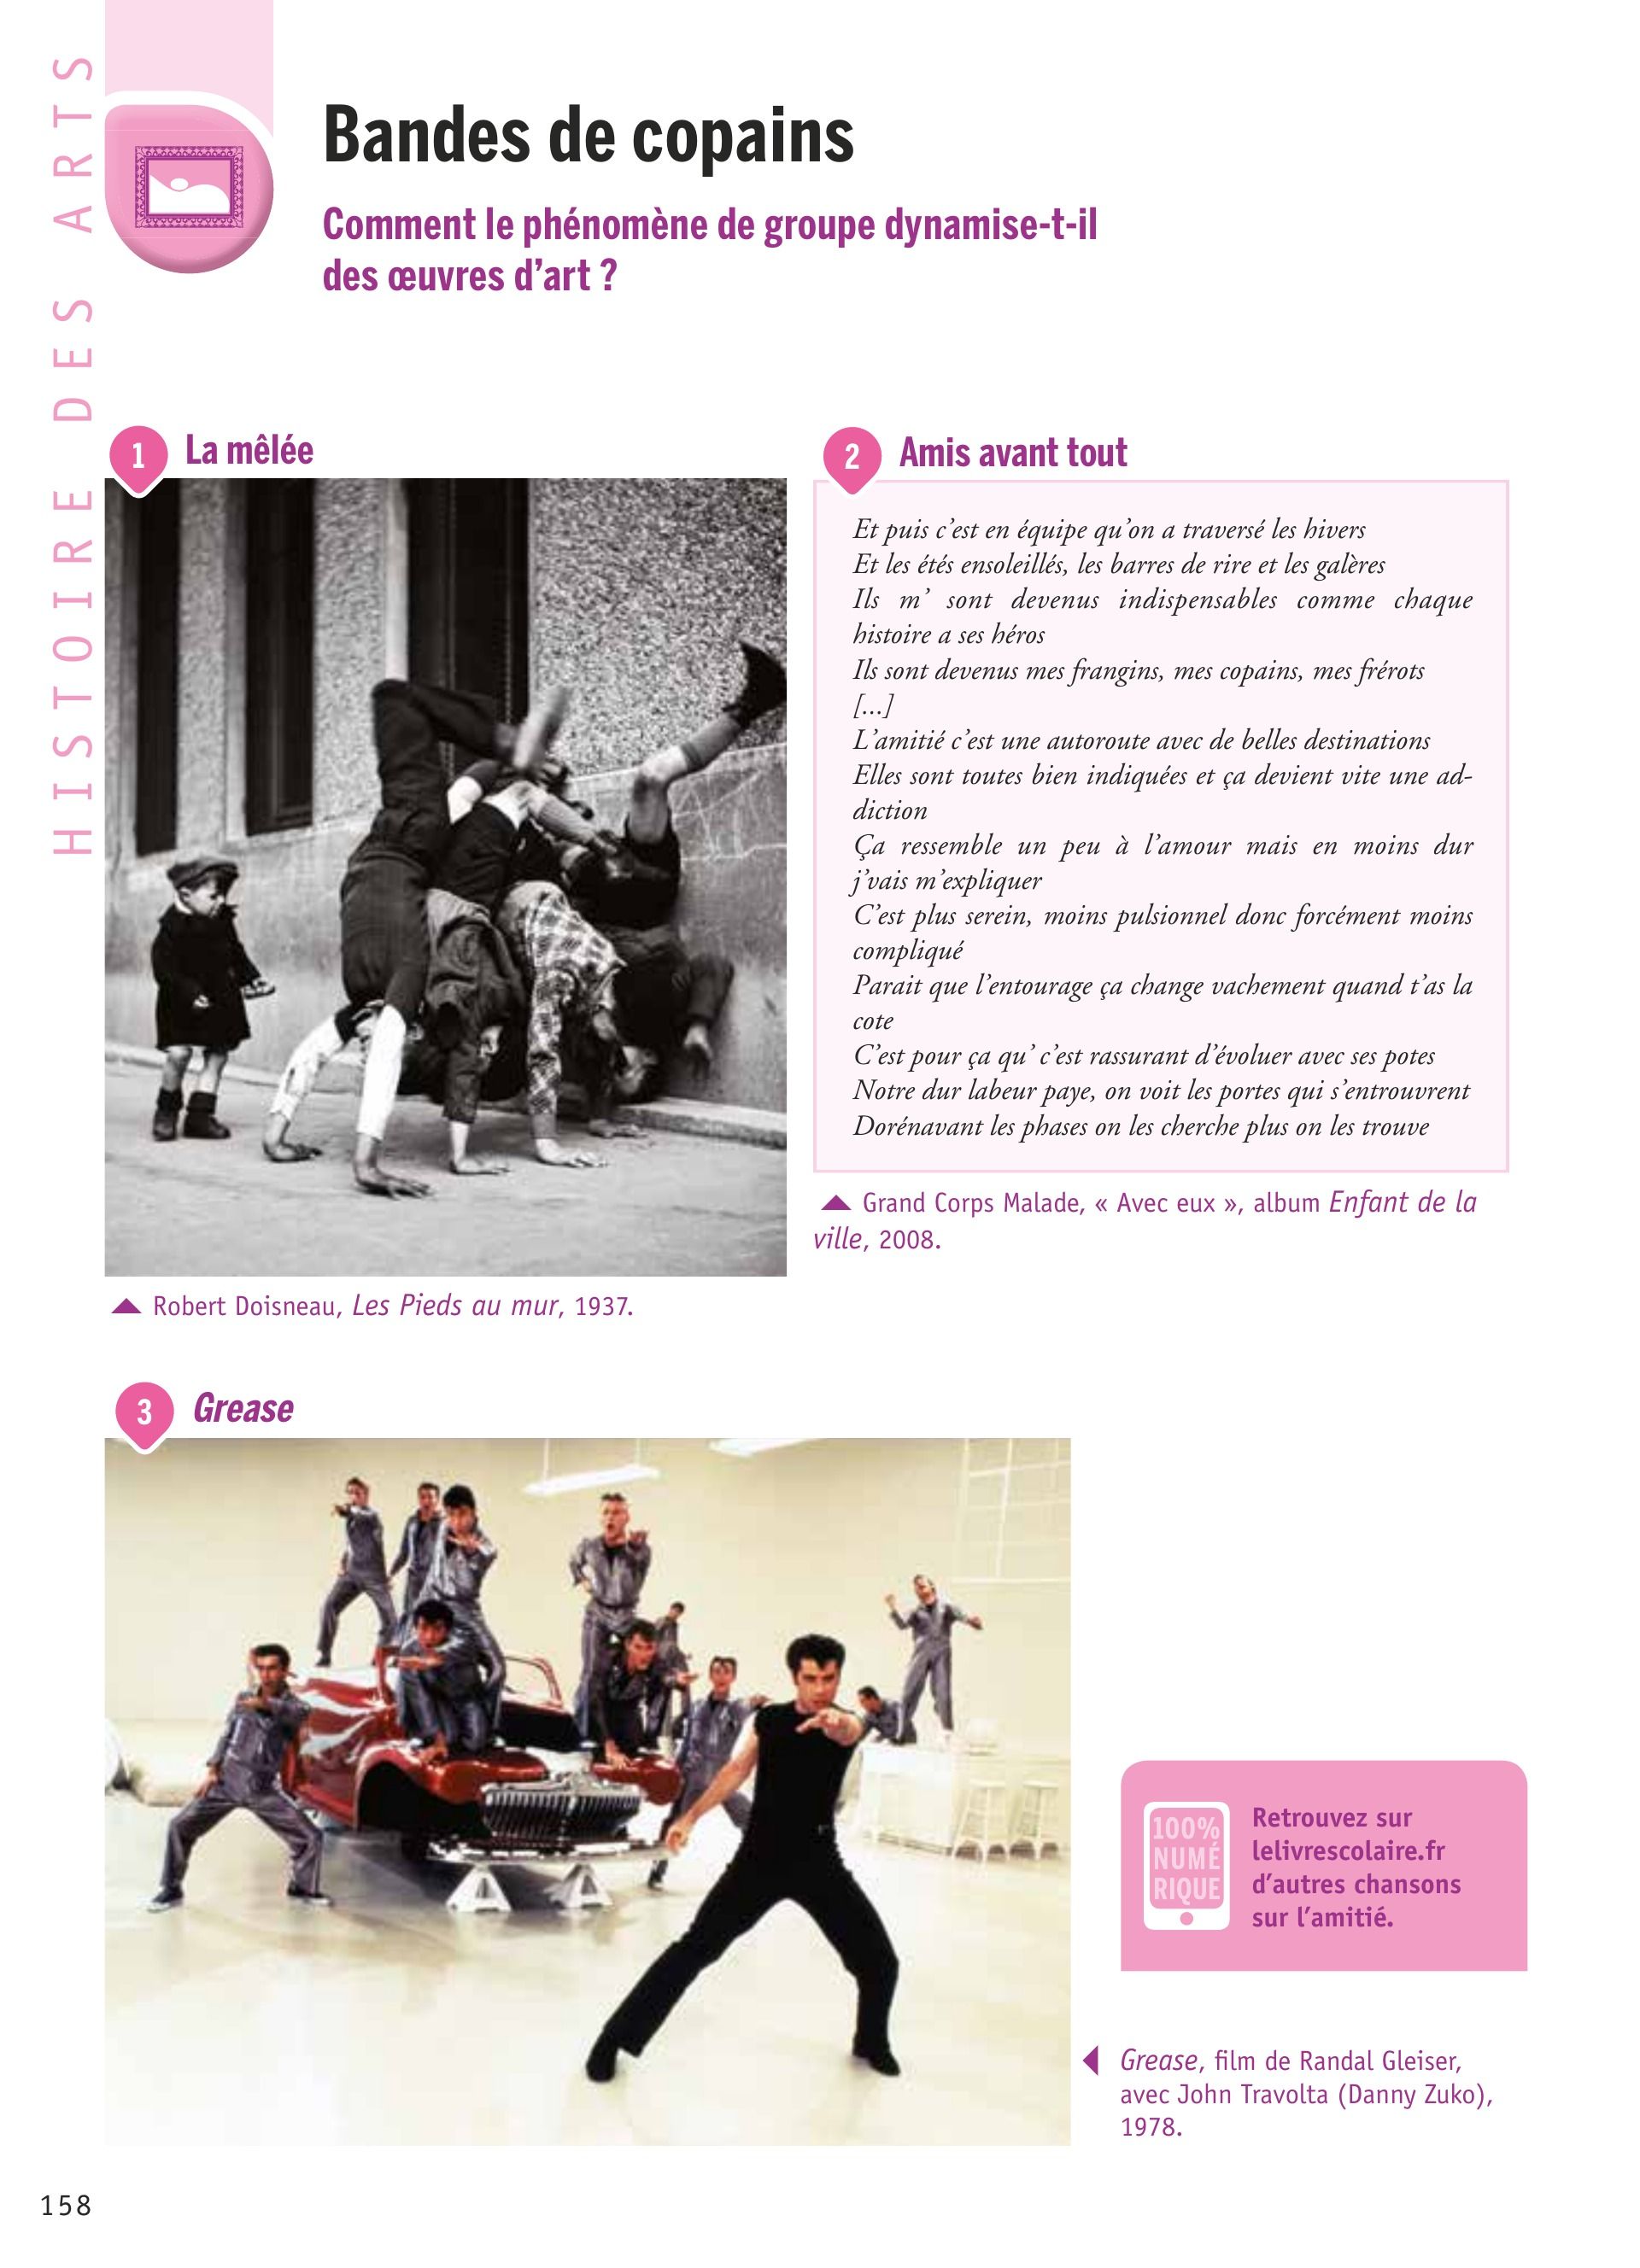 HISTOIRE DES ARTS
Bandes de copains
Comment le phénomène de groupe dynamise-t-il
des œuvres d’art ?
1 La mêlée
2 Amis avant tout
Et puis c’est en équipe qu’on a traversé les hivers
Et les étés ensoleillés, les barres de rire et les galères
Ils m’ sont devenus indispensables comme chaque
histoire a ses héros
Ils sont devenus mes frangins, mes copains, mes frérots
[...]
L’amitié c’est une autoroute avec de belles destinations
Elles sont toutes bien indiquées et ça devient vite une ad-
diction
Ça ressemble un peu à l’amour mais en moins dur
j’vais m’expliquer
C’est plus serein, moins pulsionnel donc forcément moins
compliqué
Parait que l’entourage ça change vachement quand t’as la
cote
C’est pour ça qu’ c’est rassurant d’évoluer avec ses potes
Notre dur labeur paye, on voit les portes qui s’entrouvrent
Dorénavant les phases on les cherche plus on les trouve
Grand Corps Malade, « Avec eux », album Enfant de la
ville, 2008.
Robert Doisneau, Les Pieds au mur, 1937.
3 Grease
100%
NUMÉ
RIQUE
Retrouvez sur
lelivrescolaire.fr
d’autres chansons
sur l’amitié.
Grease, film de Randal Gleiser,
avec John Travolta (Danny Zuko),
1978.
158